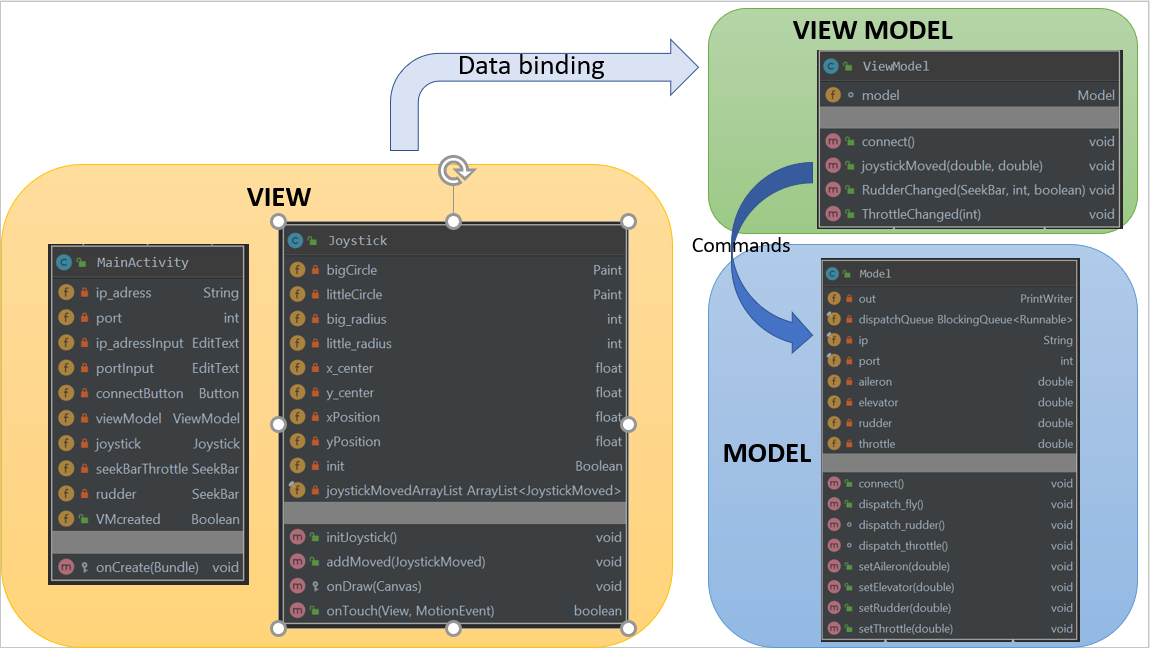 VIEW MODEL
Data binding
C ViewModel
f model Model
m connect() void
m joystickMoved(double, double) void
m RudderChanged(SeekBar, int, boolean) void
m ThrottleChanged(int) void
VIEW
C MainActivity
f ip_adress String
f port int
f ip_adressInput EditText
f portInput EditText
f connectButton Button
f viewModel ViewModel
f joystick Joystick
f seekBarThrottle SeekBar
f rudder SeekBar
f VMcreated Boolean
m onCreate(Bundle) void
C Joystick
f bigCircle Paint
f littleCircle Paint
f big_radius int
f little_radius int
f x_center float
f y_center float
f xPosition float
f yPosition float
f init Boolean
f joystickMovedArrayList ArrayList<JoystickMoved>
m initJoystick() void
m addMoved(JoystickMoved) void
m onDraw(Canvas) void
m onTouch(View, MotionEvent) boolean
Commands
MODEL
C Model
f out PrintWriter
f dispatchQueue BlockingQueue<Runnable>
f ip String
f port int
f aileron double
f elevator double
f rudder double
f throttle double
m connect() void
m dispatch_fly() void
m dispatch_rudder() void
m dispatch_throttle() void
m setAileron(double) void
m setElevator(double) void
m setRudder(double) void
m setThrottle(double) void